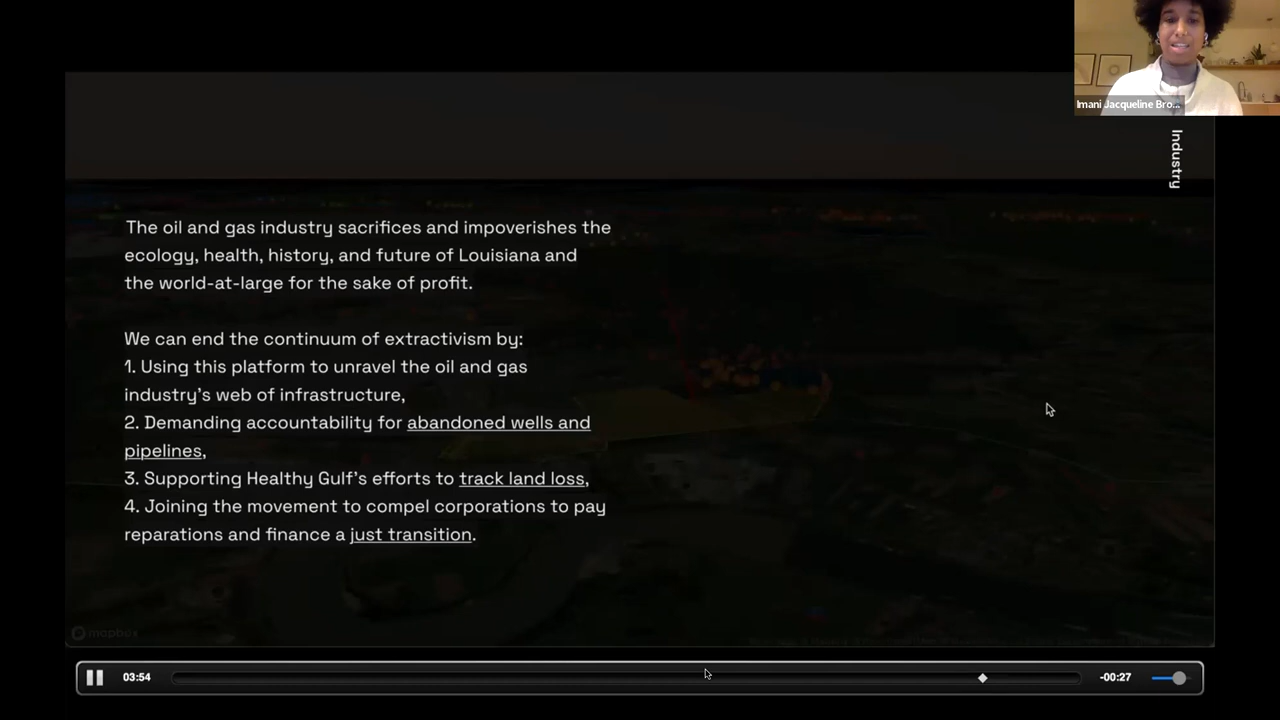 Imani Jacqueline Bro...
Industry
The oil and gas industry sacrifices and impoverishes the
ecology, health, history, and future of Louisiana and
the world-at-large for the sake of profit.
We can end the continuum of extractivism by:
1. Using this platform to unravel the oil and gas
industry's web of infrastructure,
2. Demanding accountability for abandoned wells and
pipelines,
3. Supporting Healthy Gulf's efforts to track land loss,
4. Joining the movement to compel corporations to pay
reparations and finance a just transition.
mapbox
03:54
-00:27